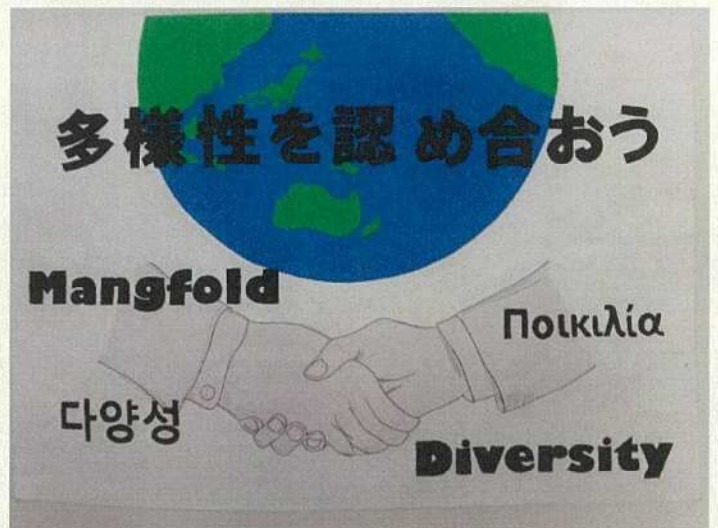 多様性を認め合おう
Mangfold
Ποικιλία
다양성
Diversity